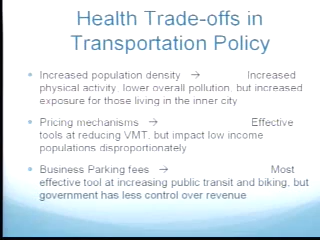 Health Trade-offs in
Transportation Policy
• Increased population density → Increased
physical activity, lower overall pollution, but increased
exposure for those living in the inner city
• Pricing mechanisms → Effective
tools at reducing VMT, but impact low income
populations disproportionately
• Business Parking fees → Most
effective tool at increasing public transit and biking, but
government has less control over revenue